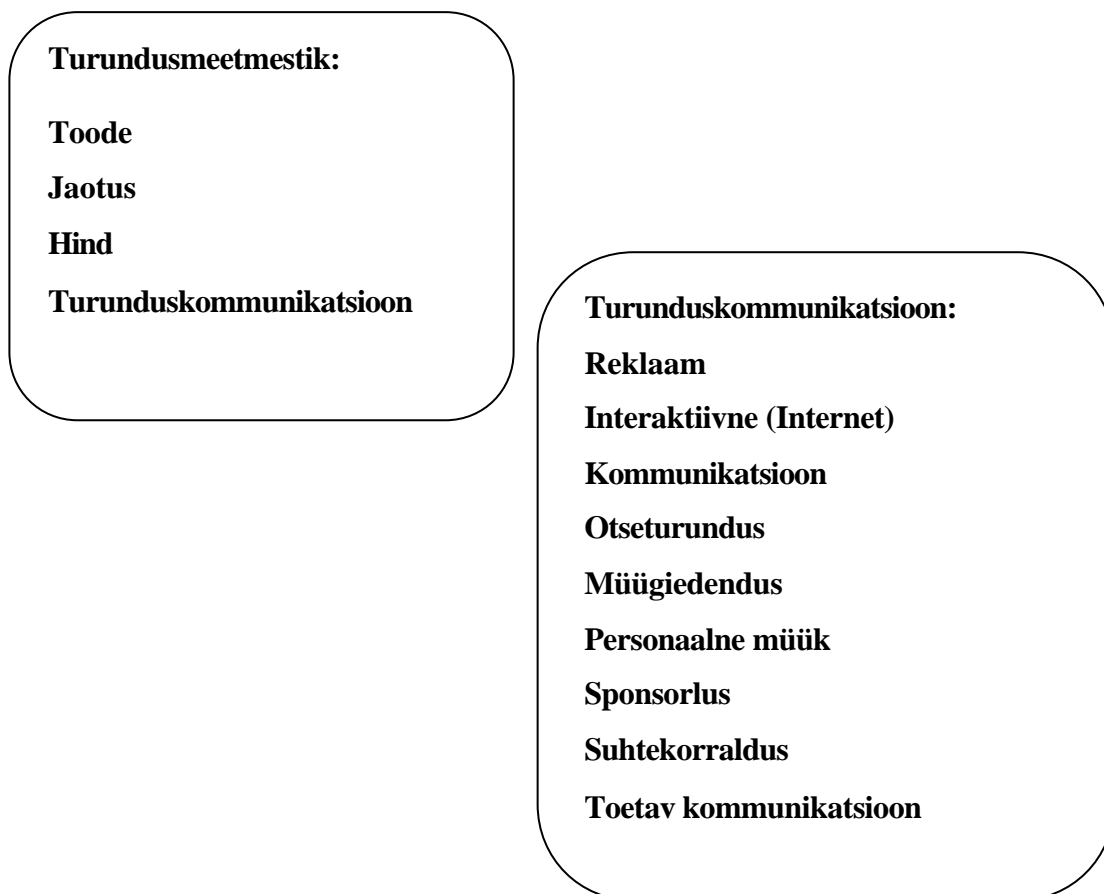 Turundusmeetmestik:
Toode
Jaotus
Hind
Turunduskommunikatsioon
Turunduskommunikatsioon:
Reklaam
Interaktiivne (Internet)
Kommunikatsioon
Otseturundus
Müügiedendus
Personaalne müük
Sponsorlus
Suhtekorraldus
Toetav kommunikatsioon